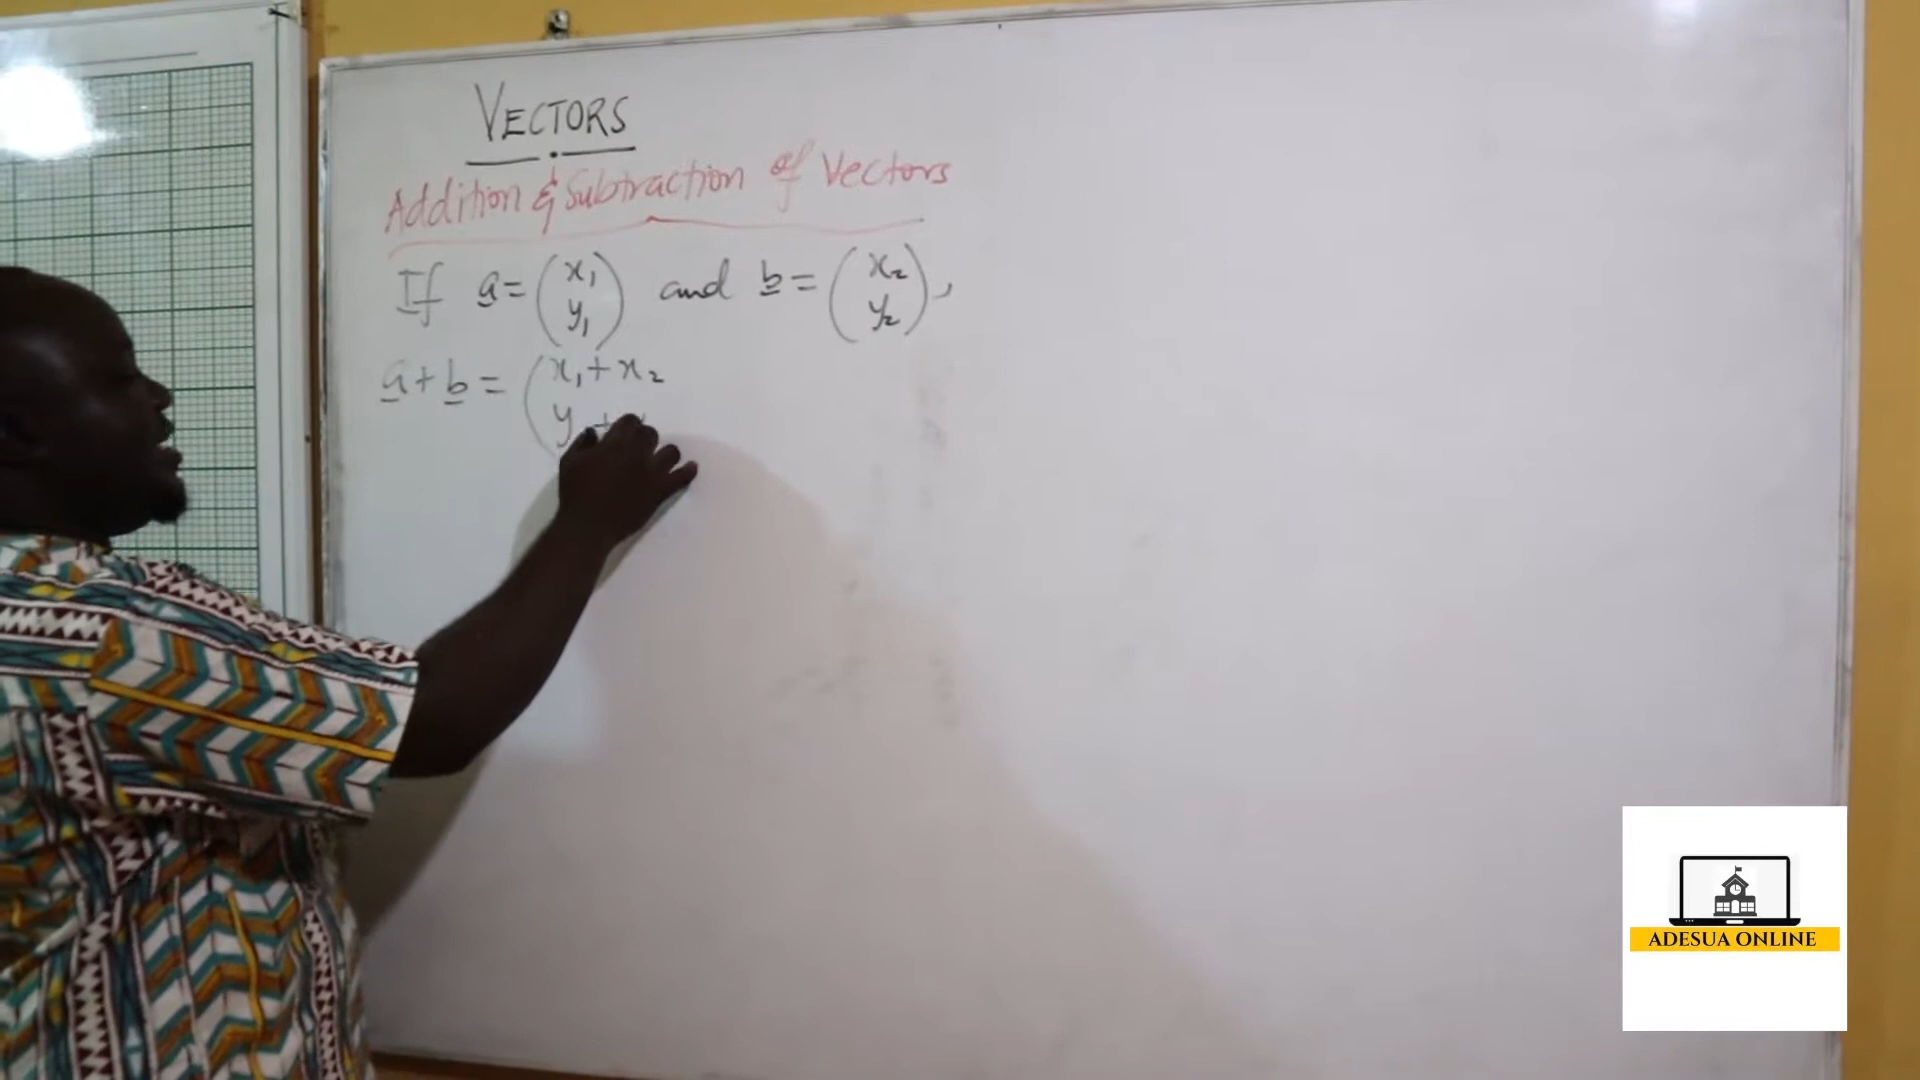 VECTORS
Addition & Subtraction of Vectors
If a = (x₁ y₁) and b = (x₂ y₂),
a + b = (x₁ + x₂
y +
ADESUA ONLINE